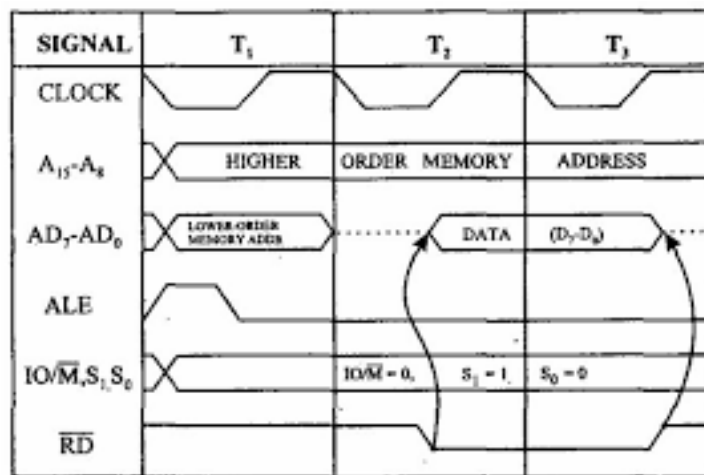 SIGNAL T₁ T₂ T₃
CLOCK
A₁₅-A₈ HIGHER ORDER MEMORY ADDRESS
AD₇-AD₀ LOWER-ORDER MEMORY ADDR DATA (D₇-D₀)
ALE
IO/M̅,S₁,S₀ IO/M̅ = 0, S₁ = 1, S₀ = 0
R̅D̅